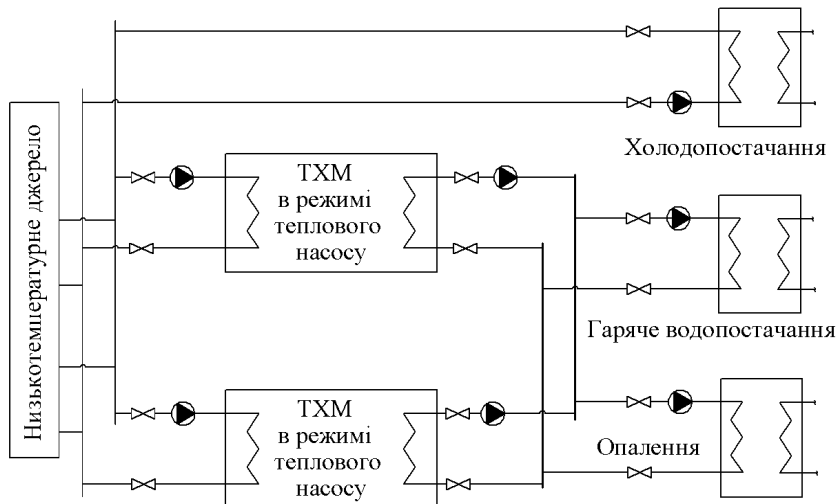 Низькотемпературне джерело
Холодопостачання
ТХМ
в режимі
теплового
насосу
Гаряче водопостачання
ТХМ
в режимі
теплового
насосу
Опалення